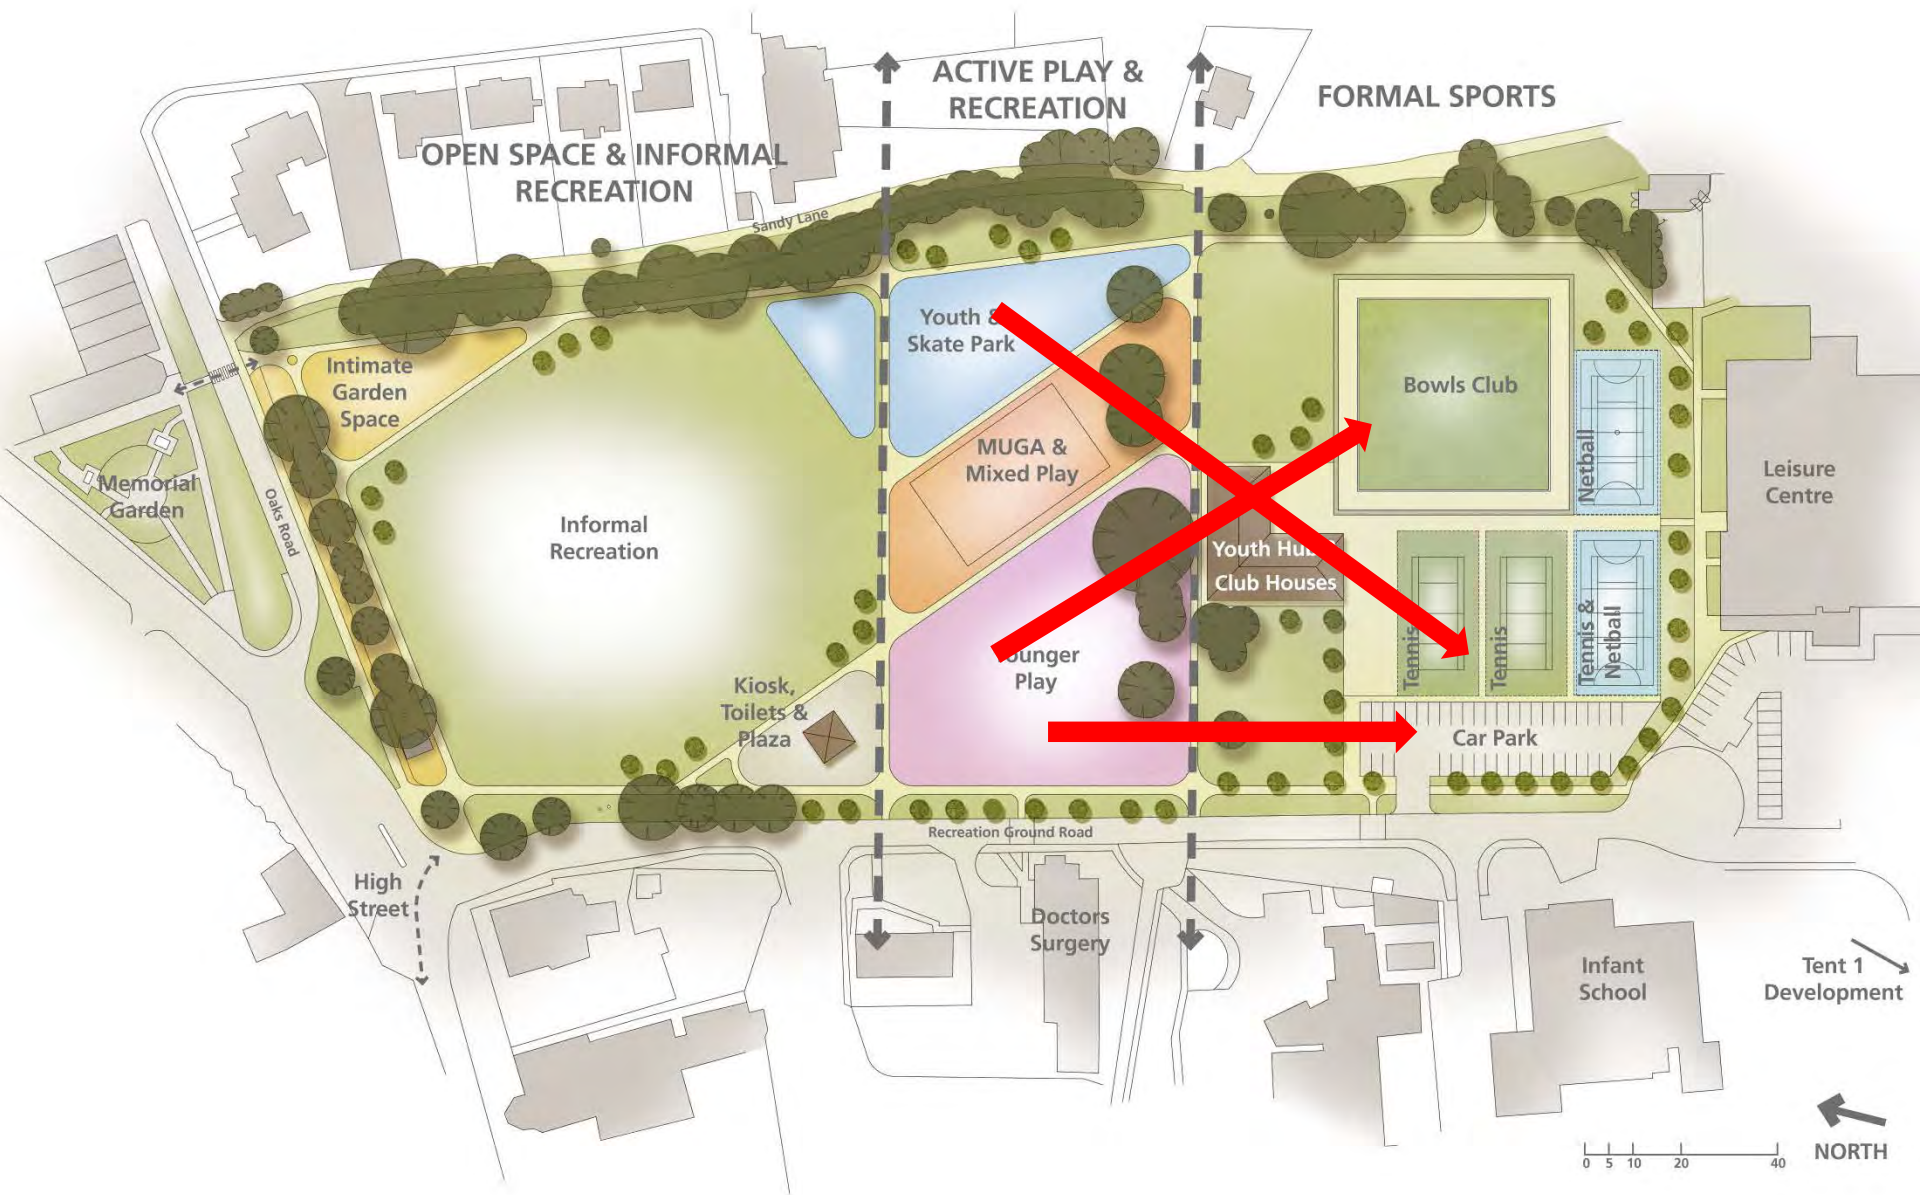 ACTIVE PLAY &
RECREATION
FORMAL SPORTS
OPEN SPACE & INFORMAL
RECREATION
Sandy Lane
Youth &
Skate Park
Intimate
Garden
Space
Bowls Club
Netball
MUGA &
Mixed Play
Leisure
Centre
Memorial
Garden
Oaks Road
Informal
Recreation
Youth Hub
Club Houses
Tennis
Tennis
Tennis &
Netball
ounger
Play
Kiosk,
Toilets &
Plaza
Car Park
Recreation Ground Road
High
Street
Doctors
Surgery
Infant
School
Tent 1
Development
NORTH
0 5 10 20 40